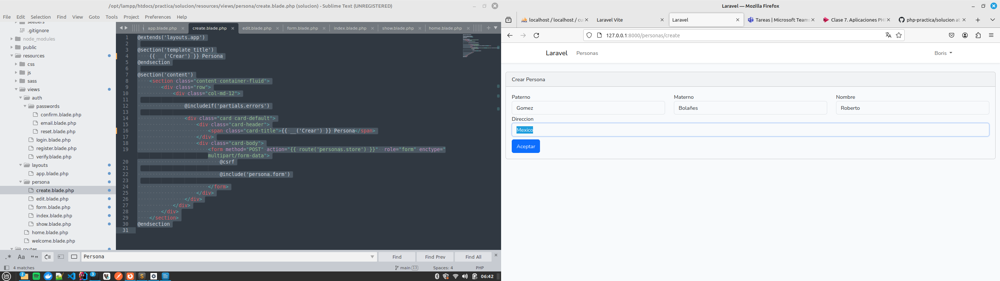 /opt/lampp/htdocs/practica/solucion/resources/views/persona/create.blade.php (solucion) - Sublime Text (UNREGISTERED)
File Edit Selection Find View Goto Tools Project Preferences Help
seeders
.gitignore
node_modules
public
resources
css
js
sass
views
auth
passwords
confirm.blade.php
email.blade.php
reset.blade.php
login.blade.php
register.blade.php
verify.blade.php
layouts
app.blade.php
persona
create.blade.php
edit.blade.php
form.blade.php
index.blade.php
show.blade.php
home.blade.php
welcome.blade.php
routes
app.blade.php create.blade.php edit.blade.php form.blade.php index.blade.php show.blade.php home.blade.php
1 @extends('layouts.app')
2
3 @section('template_title')
4 {{ __('Crear') }} Persona
5 @endsection
6
7 @section('content')
8 <section class="content container-fluid">
9 <div class="row">
10 <div class="col-md-12">
11
12 @includeif('partials.errors')
13
14 <div class="card card-default">
15 <div class="card-header">
16 <span class="card-title">{{ __('Crear') }} Persona</span>
17 </div>
18 <div class="card-body">
19 <form method="POST" action="{{ route('personas.store') }}"  role="form" enctype="
multipart/form-data">
20 @csrf
21
22 @include('persona.form')
23
24 </form>
25 </div>
26 </div>
27 </div>
28 </div>
29 </section>
30 @endsection
31
.* Aa “” Persona Find Find Prev Find All
4 matches main 13 Spaces: 4 PHP
2 3 06:42
Laravel — Mozilla Firefox
localhost / localhost / cu Laravel Vite Laravel Tareas | Microsoft Teams Clase 7. Aplicaciones PH php-practica/solucion at
127.0.0.1:8000/personas/create
Laravel Personas Boris
Crear Persona
Paterno Materno Nombre
Gomez Bolañes Roberto
Direccion
Mexico
Aceptar